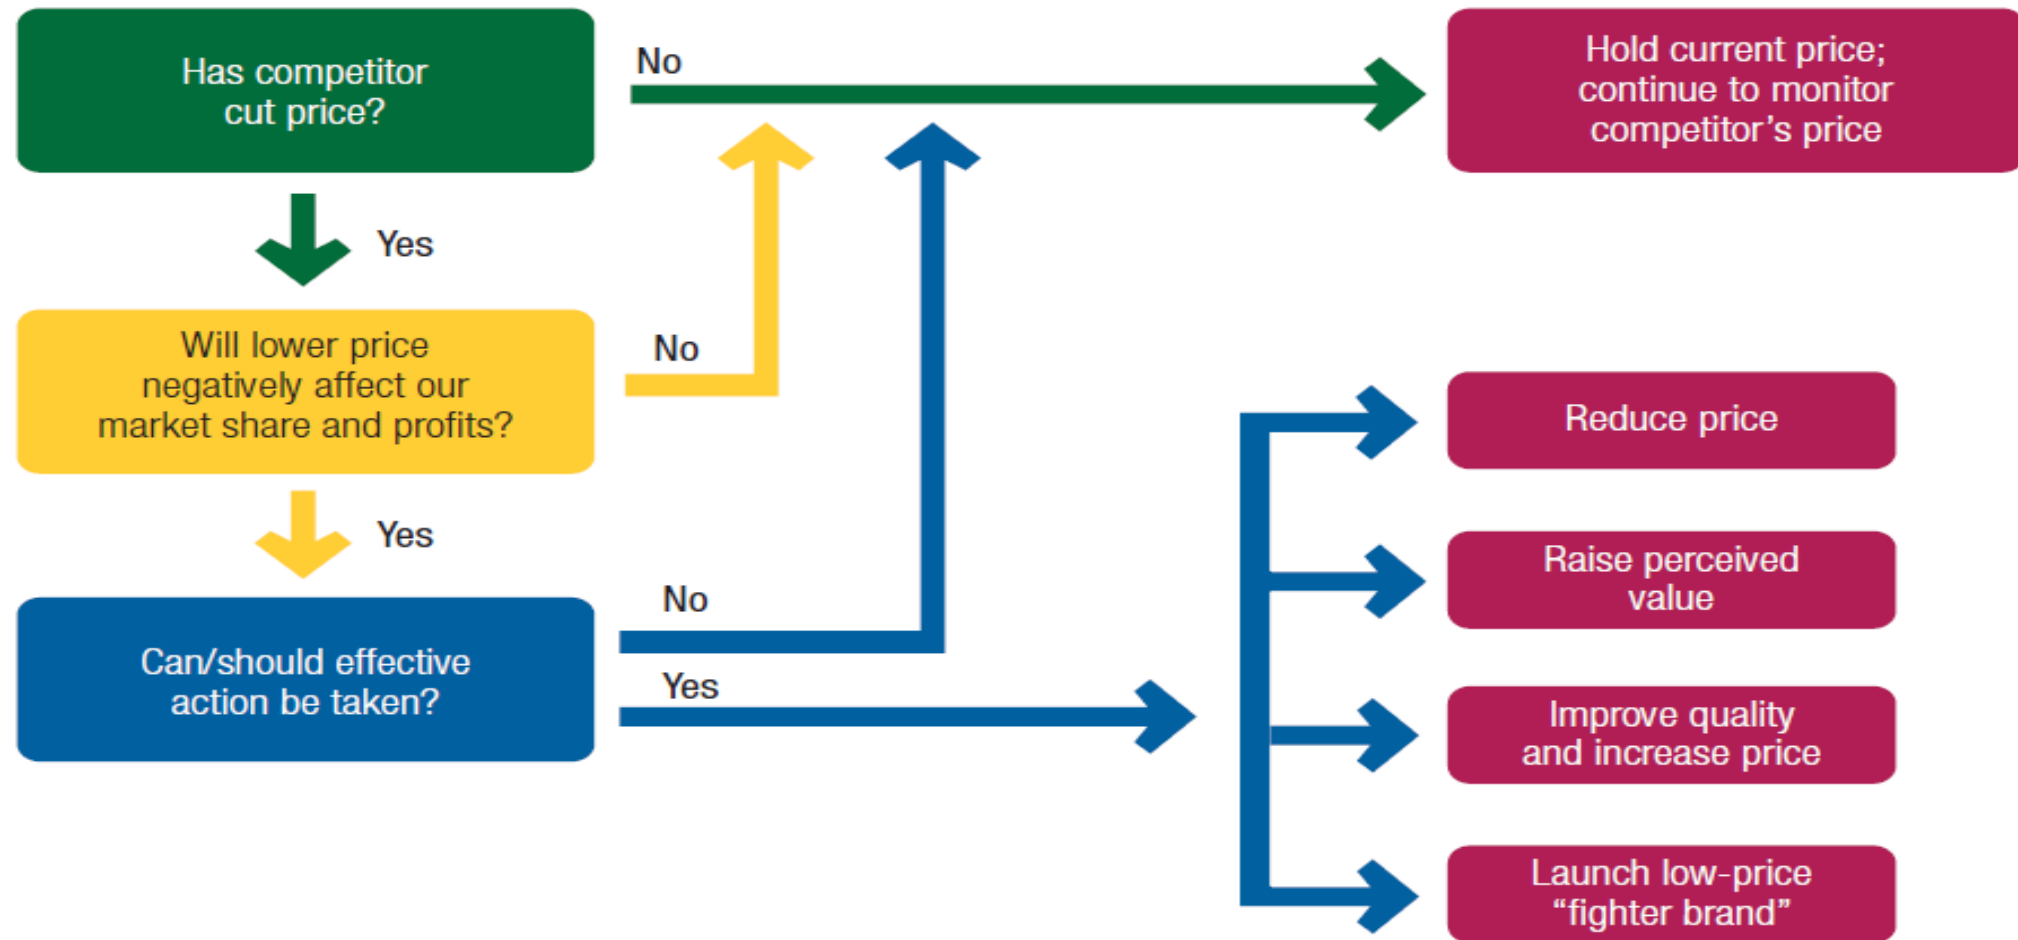 Has competitor
cut price?
No
Hold current price;
continue to monitor
competitor’s price
Yes
Will lower price
negatively affect our
market share and profits?
No
Reduce price
Yes
Raise perceived
value
Can/should effective
action be taken?
No
Yes
Improve quality
and increase price
Launch low-price
“fighter brand”